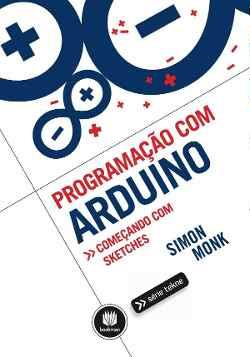 PROGRAMAÇÃO COM
ARDUINO
>> COMEÇANDO COM
SKETCHES
SIMON
MONK
>> série tekne
bookman